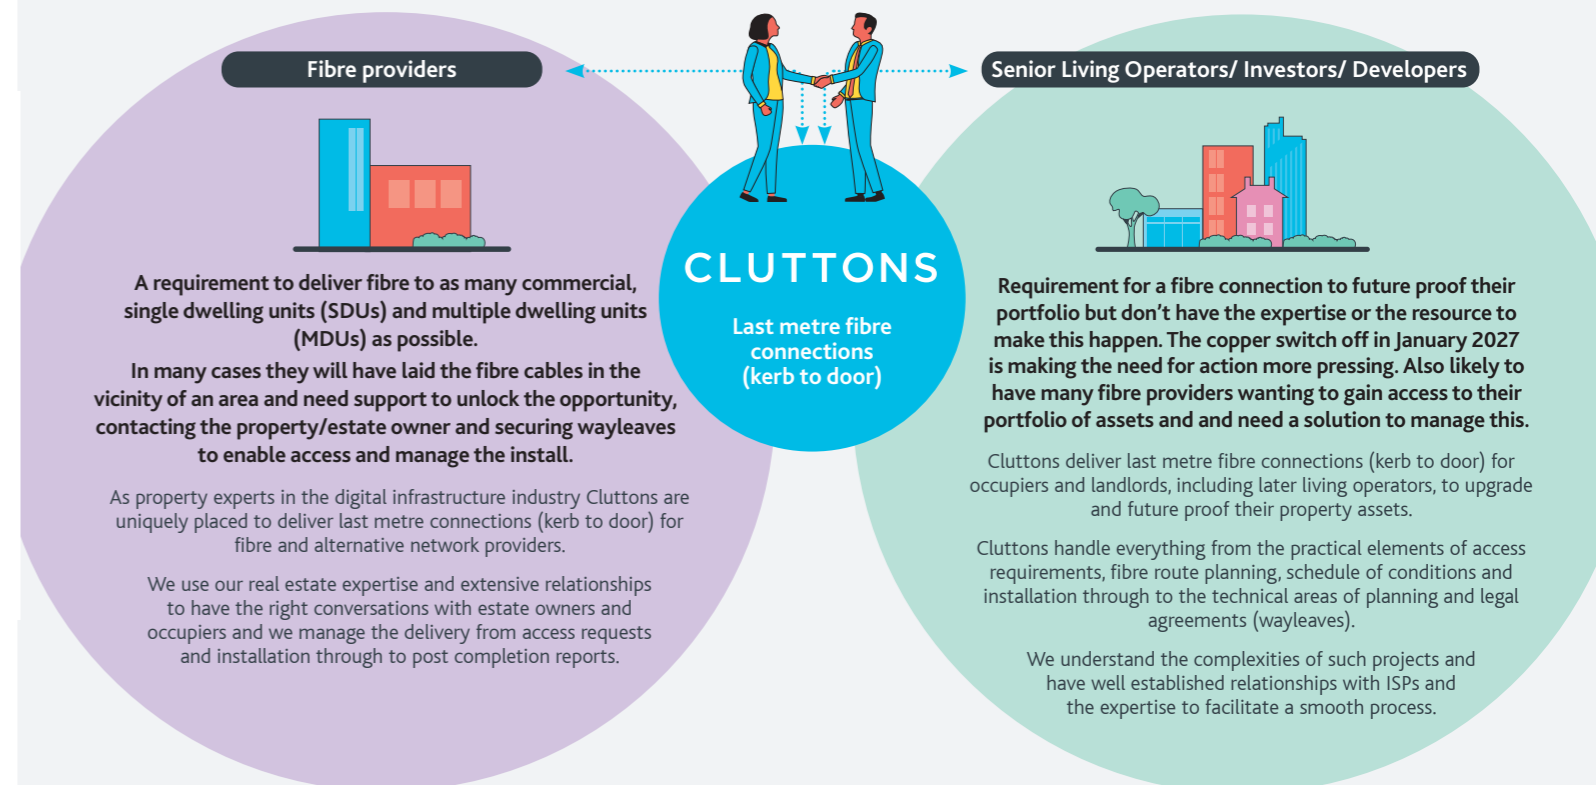 Fibre providers
A requirement to deliver fibre to as many commercial,
single dwelling units (SDUs) and multiple dwelling units
(MDUs) as possible.
In many cases they will have laid the fibre cables in the
vicinity of an area and need support to unlock the opportunity,
contacting the property/estate owner and securing wayleaves
to enable access and manage the install.
As property experts in the digital infrastructure industry Cluttons are
uniquely placed to deliver last metre connections (kerb to door) for
fibre and alternative network providers.
We use our real estate expertise and extensive relationships
to have the right conversations with estate owners and
occupiers and we manage the delivery from access requests
and installation through to post completion reports.
CLUTTONS
Last metre fibre
connections
(kerb to door)
Senior Living Operators/ Investors/ Developers
Requirement for a fibre connection to future proof their
portfolio but don't have the expertise or the resource to
make this happen. The copper switch off in January 2027
is making the need for action more pressing. Also likely to
have many fibre providers wanting to gain access to their
portfolio of assets and and need a solution to manage this.
Cluttons deliver last metre fibre connections (kerb to door) for
occupiers and landlords, including later living operators, to upgrade
and future proof their property assets.
Cluttons handle everything from the practical elements of access
requirements, fibre route planning, schedule of conditions and
installation through to the technical areas of planning and legal
agreements (wayleaves).
We understand the complexities of such projects and
have well established relationships with ISPs and
the expertise to facilitate a smooth process.